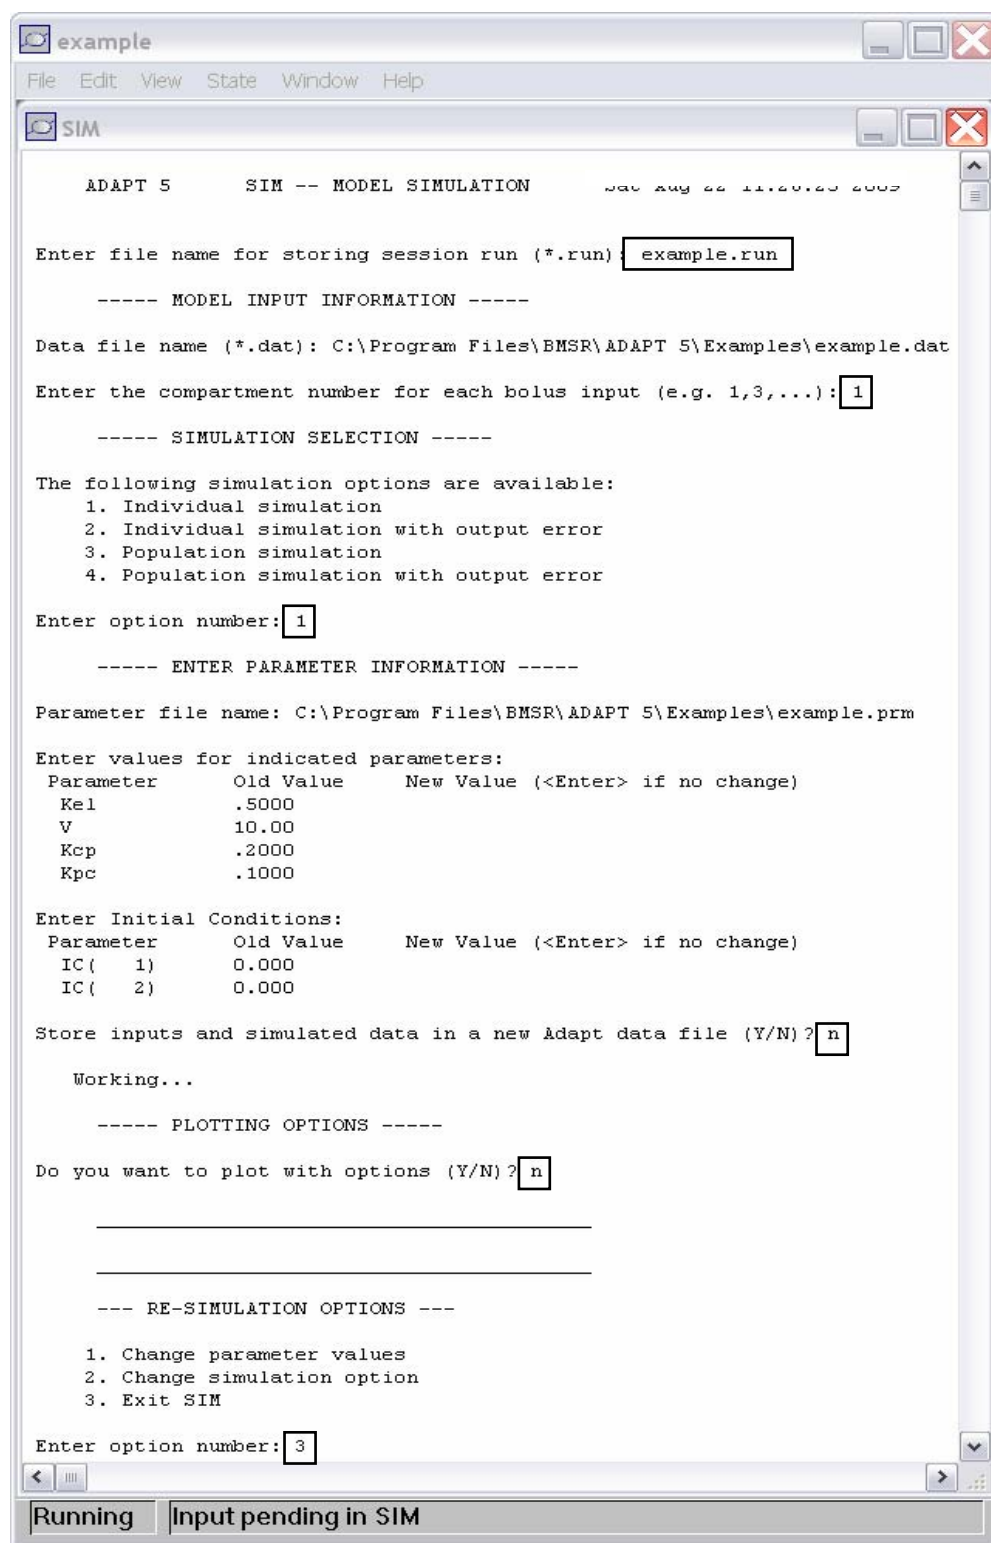 example
File Edit View State Window Help
SIM
ADAPT 5 SIM -- MODEL SIMULATION
Enter file name for storing session run (*.run): example.run
----- MODEL INPUT INFORMATION -----
Data file name (*.dat): C:\Program Files\BMSR\ADAPT 5\Examples\example.dat
Enter the compartment number for each bolus input (e.g. 1,3,...): 1
----- SIMULATION SELECTION -----
The following simulation options are available:
1. Individual simulation
2. Individual simulation with output error
3. Population simulation
4. Population simulation with output error
Enter option number: 1
----- ENTER PARAMETER INFORMATION -----
Parameter file name: C:\Program Files\BMSR\ADAPT 5\Examples\example.prm
Enter values for indicated parameters:
Parameter Old Value New Value (<Enter> if no change)
Kel .5000
V 10.00
Kcp .2000
Kpc .1000
Enter Initial Conditions:
Parameter Old Value New Value (<Enter> if no change)
IC( 1) 0.000
IC( 2) 0.000
Store inputs and simulated data in a new Adapt data file (Y/N)? n
Working...
----- PLOTTING OPTIONS -----
Do you want to plot with options (Y/N)? n
--- RE-SIMULATION OPTIONS ---
1. Change parameter values
2. Change simulation option
3. Exit SIM
Enter option number: 3
Running Input pending in SIM